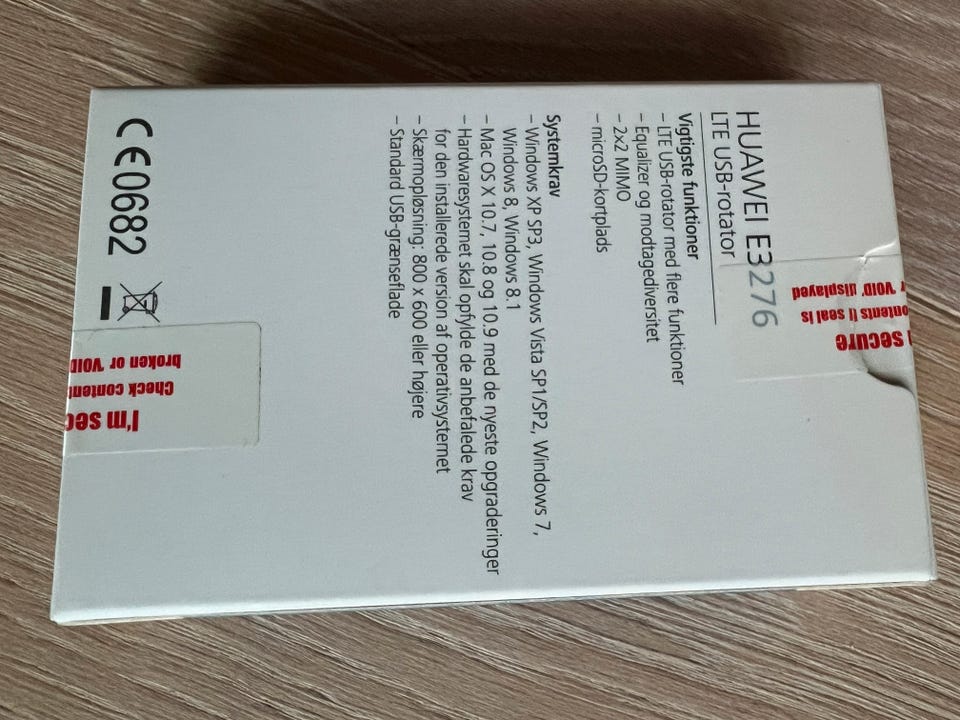 HUAWEI E3276
LTE USB-rotator
Vigtigste funktioner
– LTE USB-rotator med flere funktioner
– Equalizer og modtagediversitet
– 2x2 MIMO
– microSD-kortplads
Systemkrav
– Windows XP SP3, Windows Vista SP1/SP2, Windows 7,
Windows 8, Windows 8.1
– Mac OS X 10.7, 10.8 og 10.9 med de nyeste opgraderinger
– Hardwaresystemet skal opfylde de anbefalede krav
for den installerede version af operativsystemet
– Skærmopløsning: 800 x 600 eller højere
– Standard USB-grænseflade
CE0682
secure
ontents if seal is
r VOID displayed
I'm sec
Check content
broken or VOID